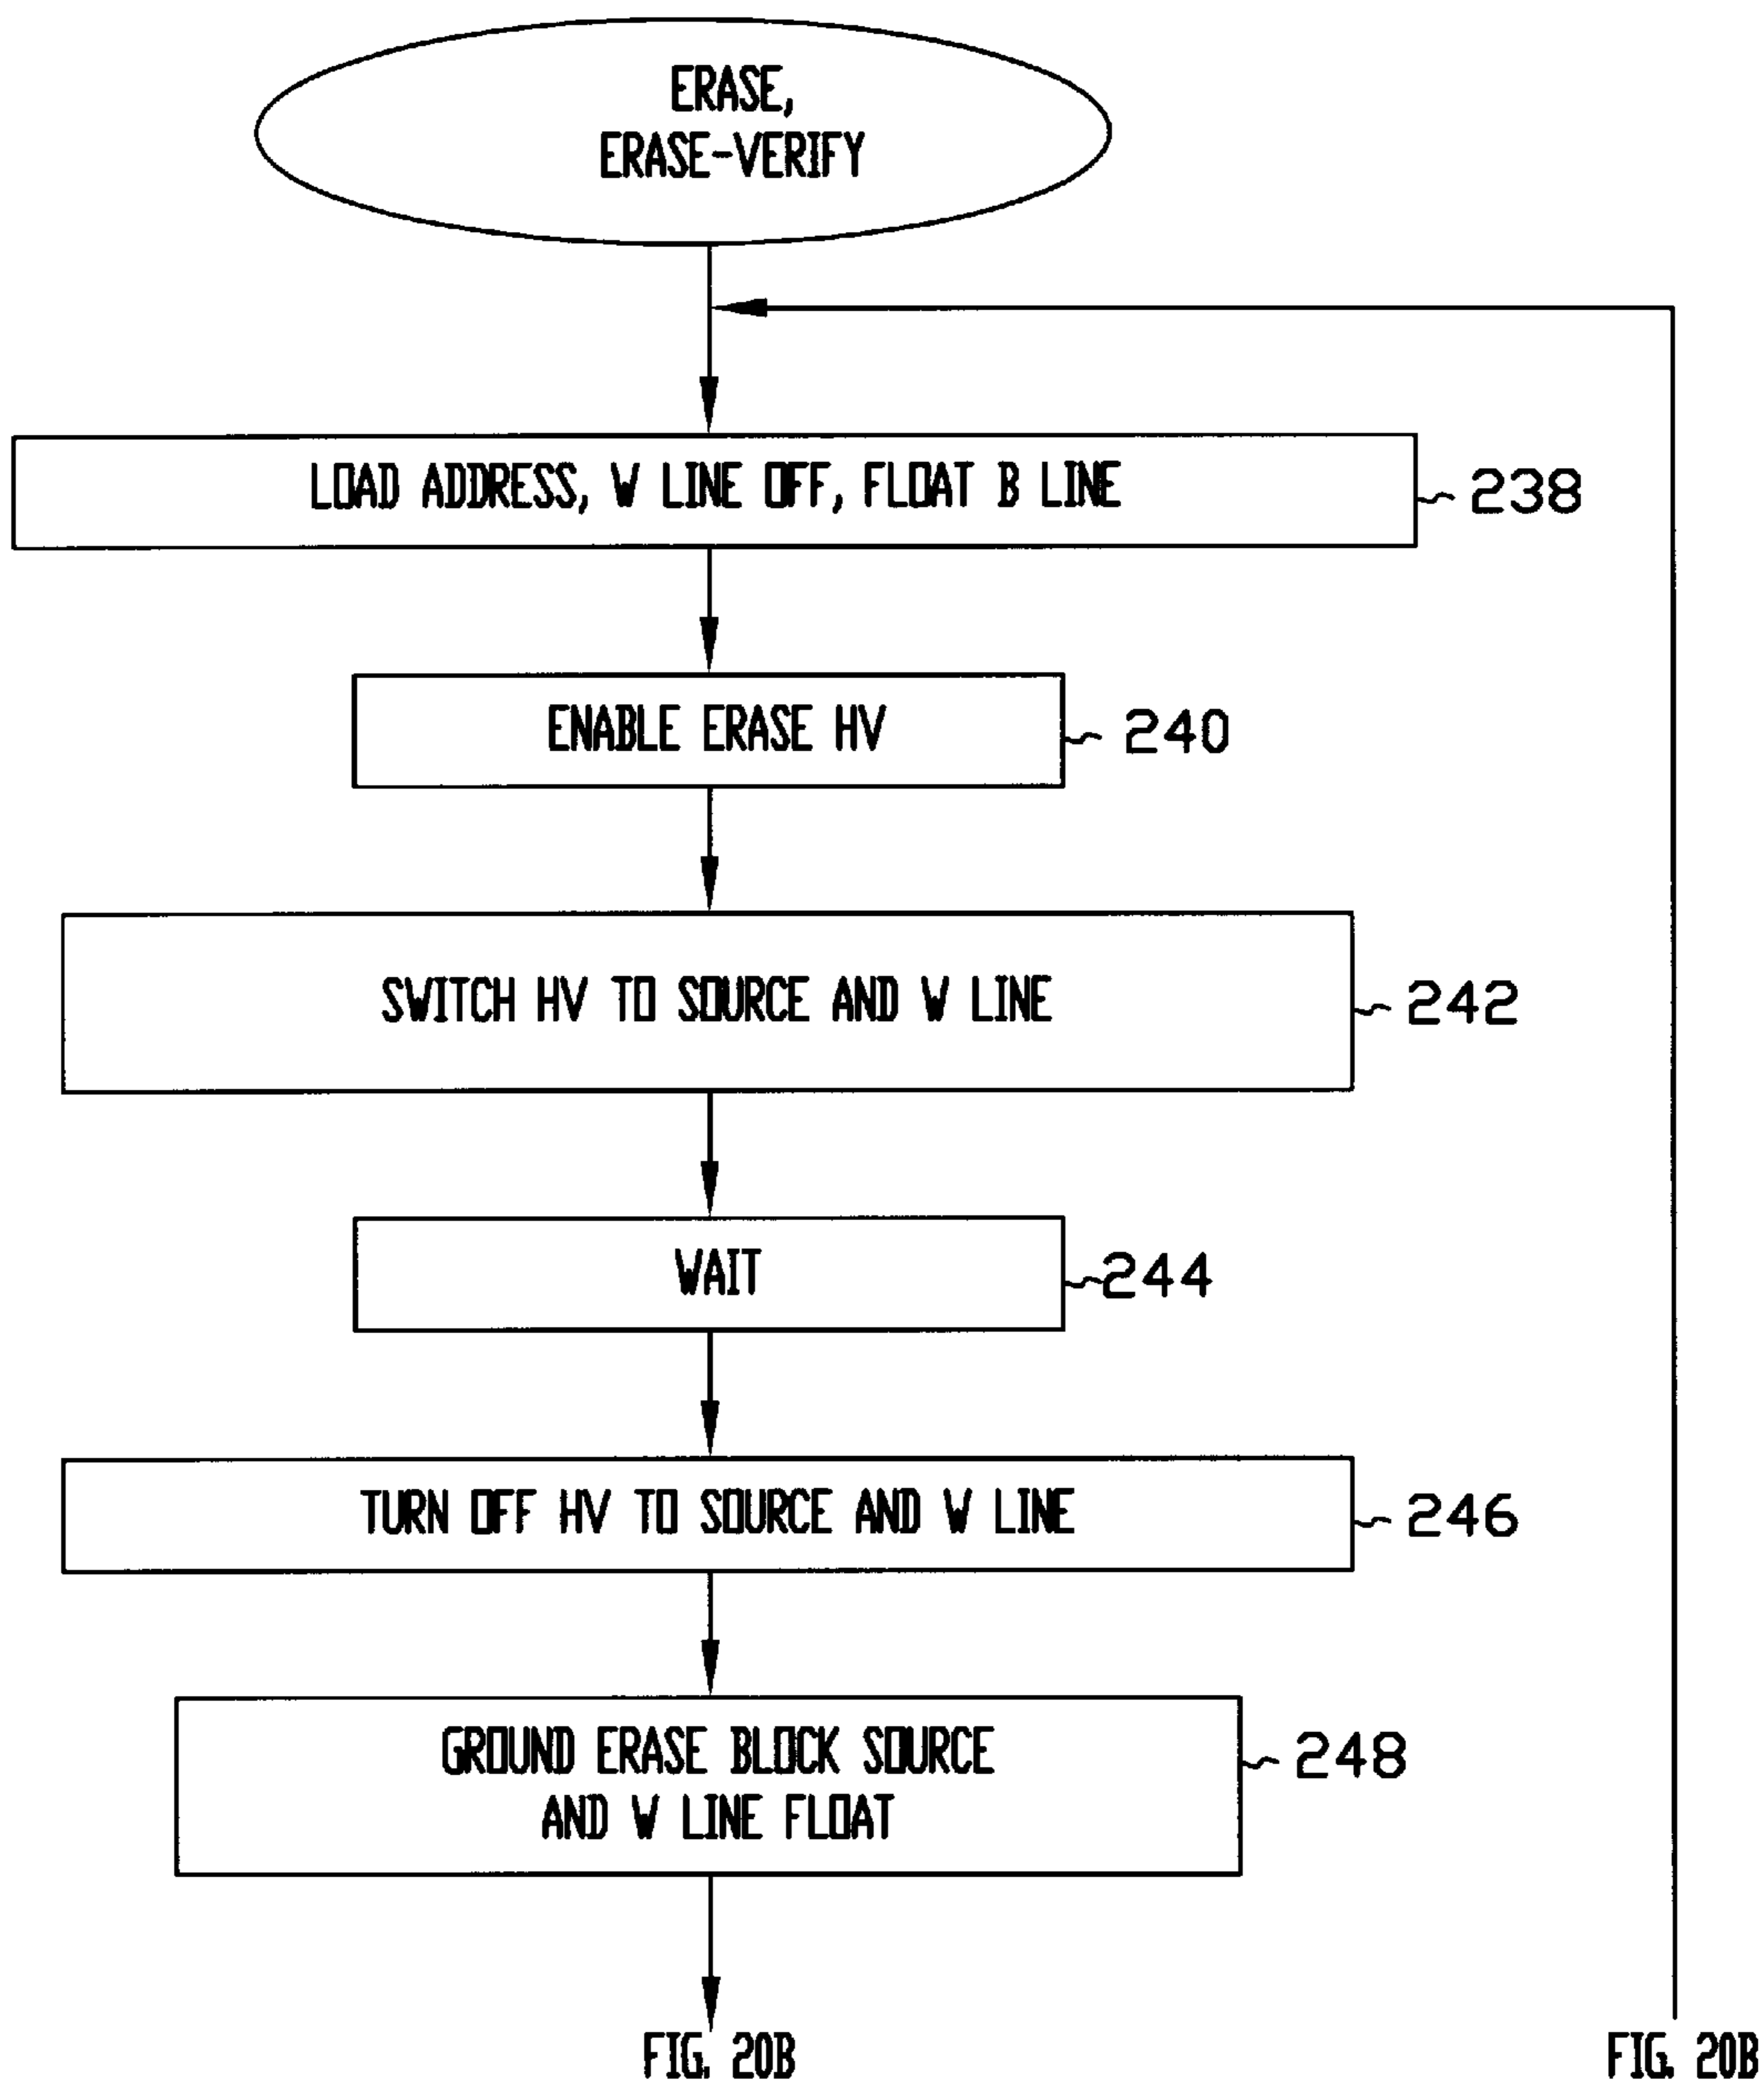 ERASE,
ERASE-VERIFY
LOAD ADDRESS, W LINE OFF, FLOAT B LINE
238
ENABLE ERASE HV
240
SWITCH HV TO SOURCE AND W LINE
242
WAIT
244
TURN OFF HV TO SOURCE AND W LINE
246
GROUND ERASE BLOCK SOURCE
AND W LINE FLOAT
248
FIG. 20B
FIG. 20B